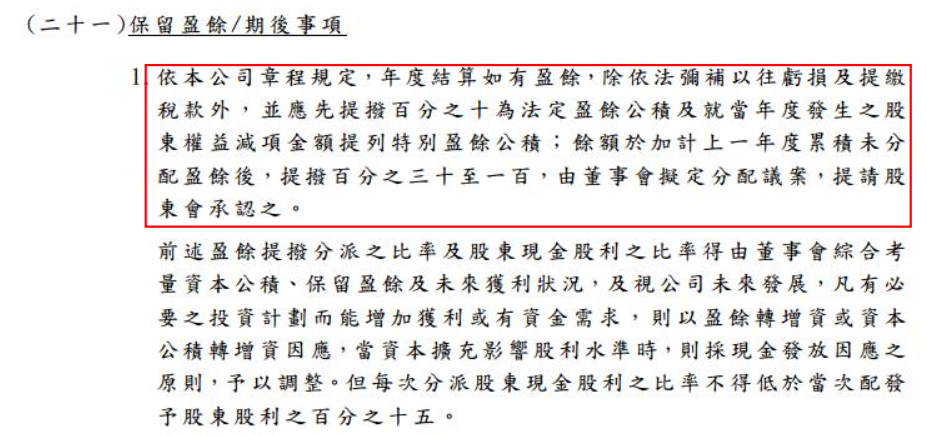 (二十一)保留盈餘/期後事項
1.依本公司章程規定，年度結算如有盈餘，除依法彌補以往虧損及提繳
稅款外，並應先提撥百分之十為法定盈餘公積及就當年度發生之股
東權益減項金額提列特別盈餘公積；餘額於加計上一年度累積未分
配盈餘後，提撥百分之三十至一百，由董事會擬定分配議案，提請股
東會承認之。
前述盈餘提撥分派之比率及股東現金股利之比率得由董事會綜合考
量資本公積、保留盈餘及未來獲利狀況，及視公司未來發展，凡有必
要之投資計劃而能增加獲利或有資金需求，則以盈餘轉增資或資本
公積轉增資因應，當資本擴充影響股利水準時，則採現金發放因應之
原則，予以調整。但每次分派股東現金股利之比率不得低於當次配發
予股東股利之百分之十五。